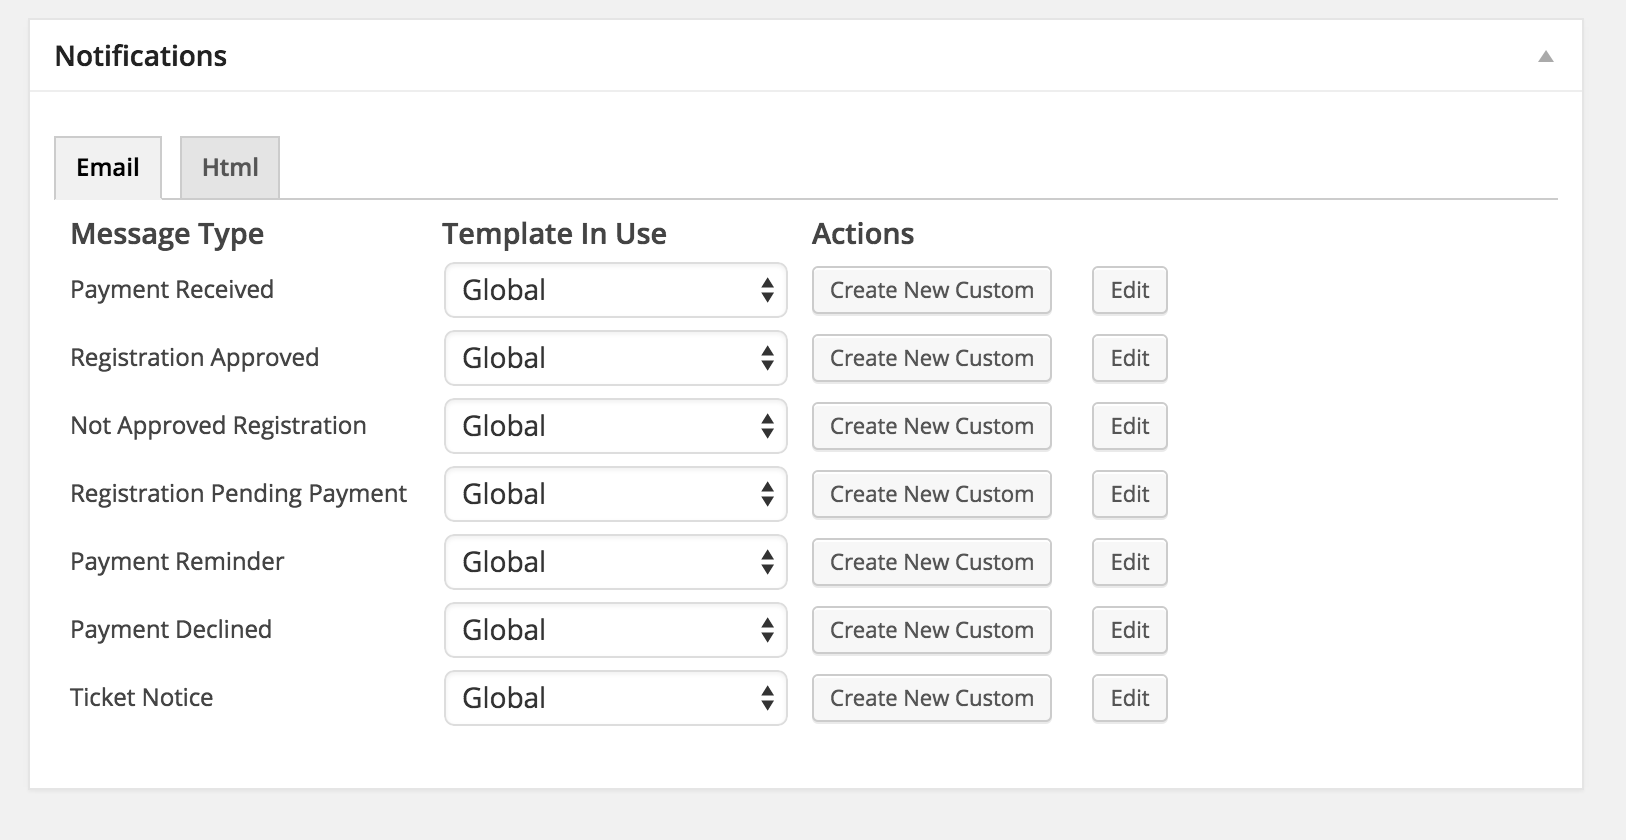 Notifications
Email Html
Message Type Template In Use Actions
Payment Received Global Create New Custom Edit
Registration Approved Global Create New Custom Edit
Not Approved Registration Global Create New Custom Edit
Registration Pending Payment Global Create New Custom Edit
Payment Reminder Global Create New Custom Edit
Payment Declined Global Create New Custom Edit
Ticket Notice Global Create New Custom Edit